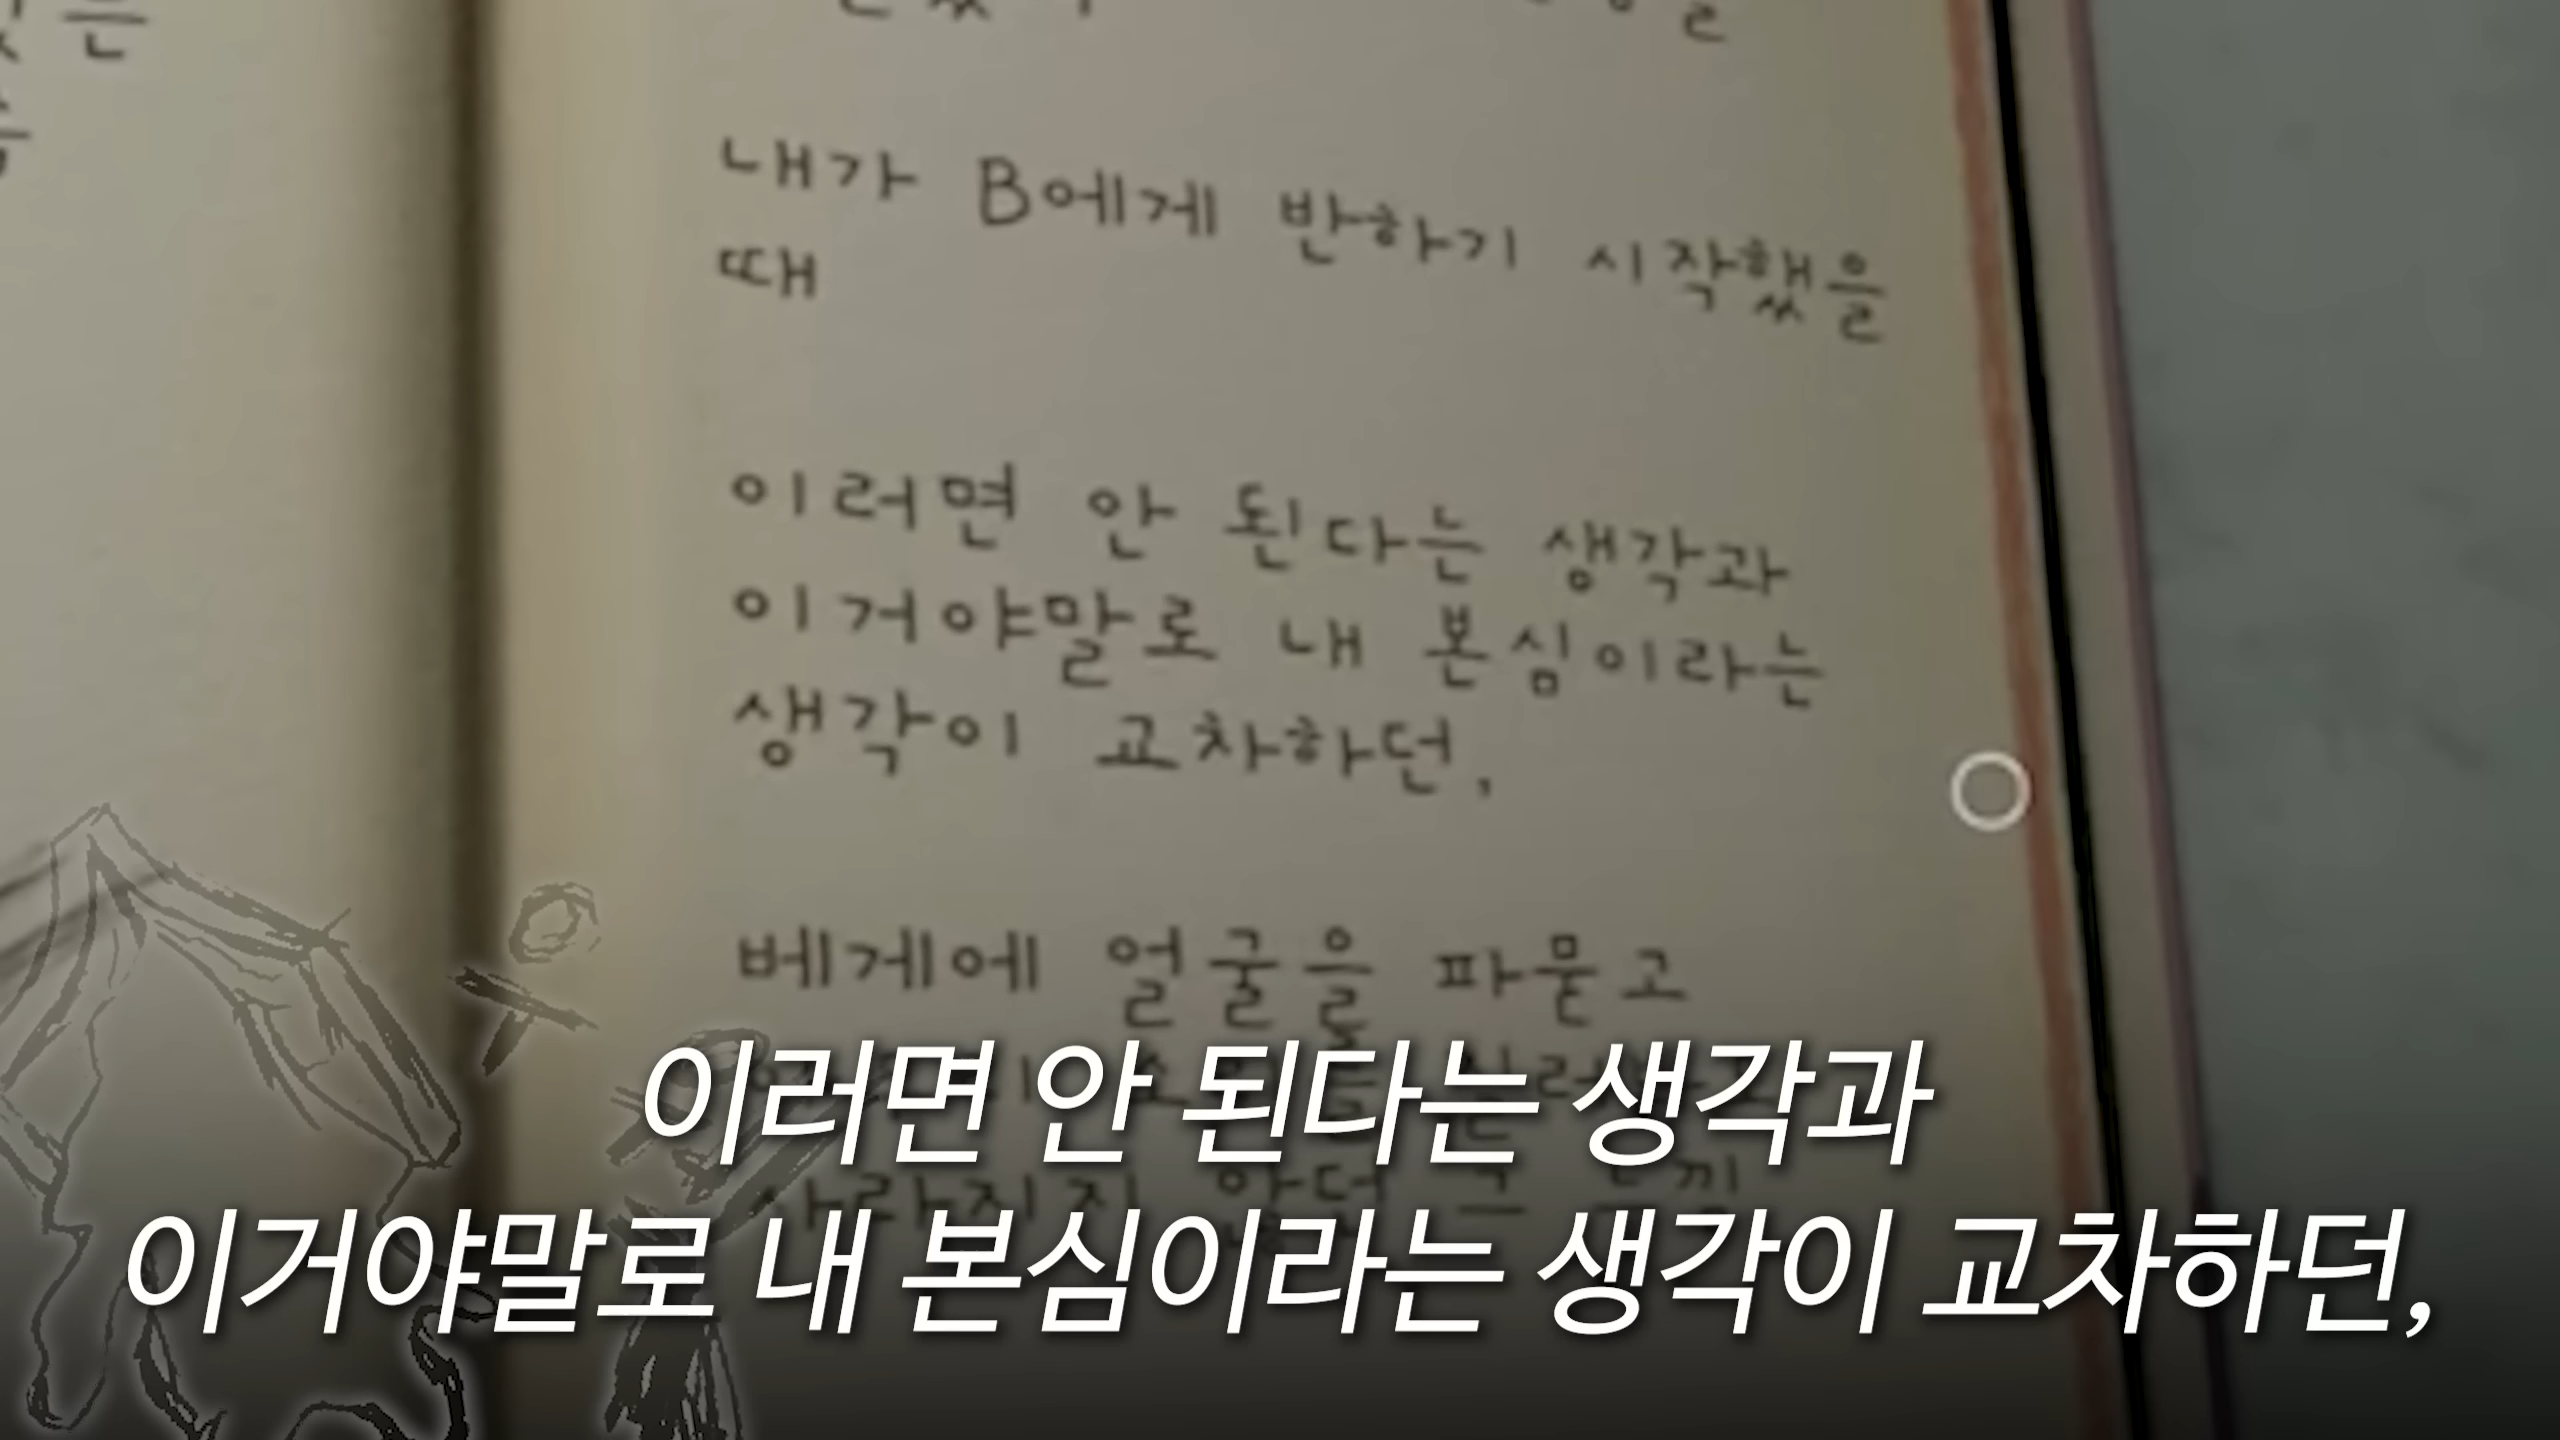 내가 B에게 반하기 시작했을
때
이러면 안 된다는 생각과
이거야말로 내 본심이라는
생각이 교차하던,
베게에 얼굴을 파묻고
이러면 안 된다는 생각과
이거야말로 내 본심이라는 생각이 교차하던,